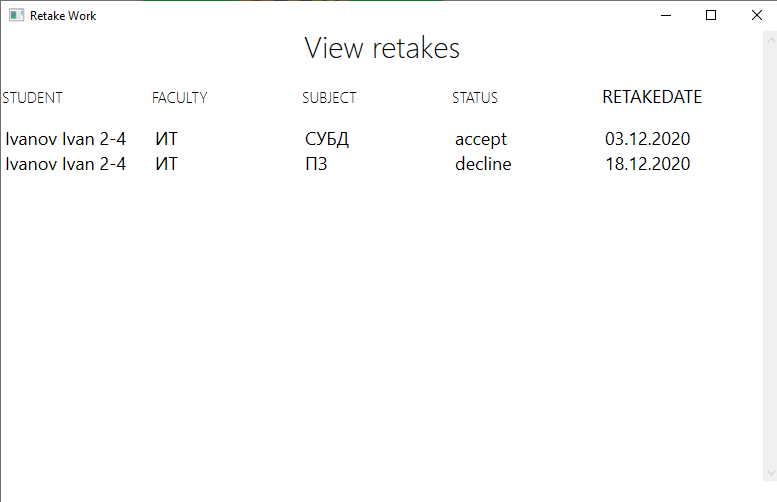 Retake Work
View retakes
STUDENT FACULTY SUBJECT STATUS RETAKEDATE
Ivanov Ivan 2-4 ИТ СУБД accept 03.12.2020
Ivanov Ivan 2-4 ИТ ПЗ decline 18.12.2020